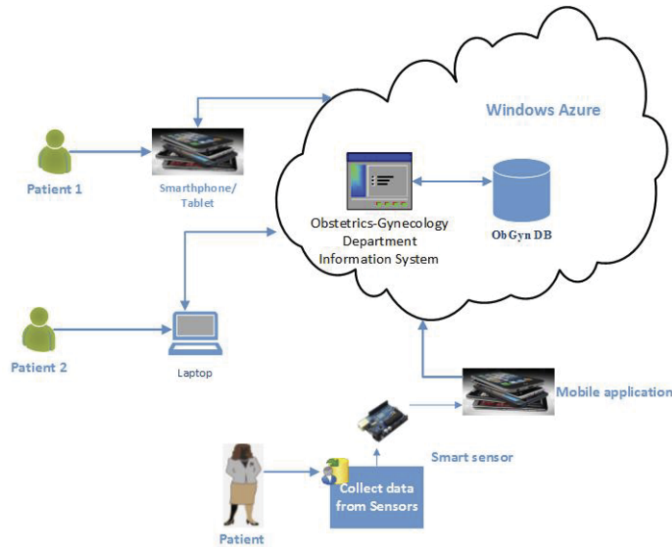 Windows Azure
Patient 1
Smarthphone/
Tablet
Obstetrics-Gynecology
Department
Information System
ObGyn DB
Patient 2
Laptop
Mobile application
Smart sensor
Collect data
from Sensors
Patient